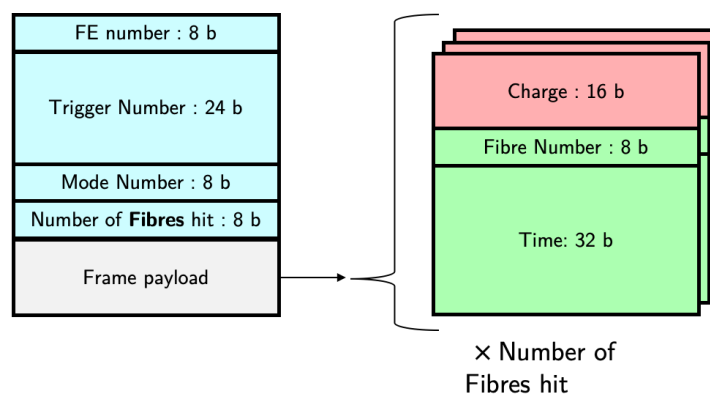 FE number : 8 b
Trigger Number : 24 b
Mode Number : 8 b
Number of Fibres hit : 8 b
Frame payload
Charge : 16 b
Fibre Number : 8 b
Time: 32 b
× Number of
Fibres hit